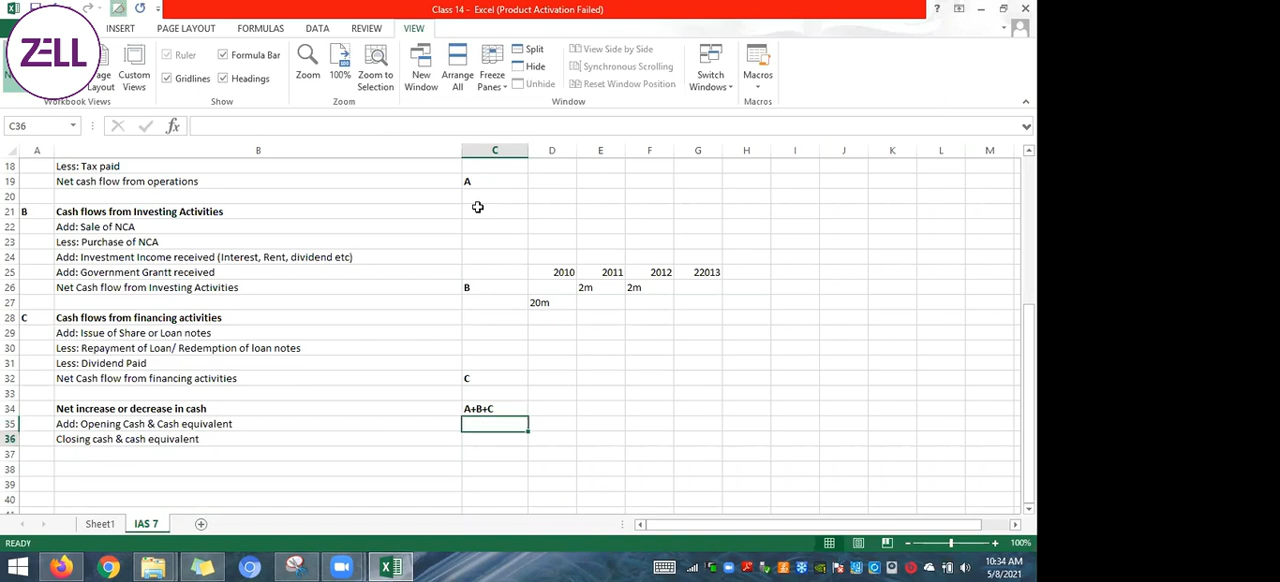 Class 14 - Excel (Product Activation Failed)
INSERT PAGE LAYOUT FORMULAS DATA REVIEW VIEW
ZELL
Ruler Formula Bar
Gridlines Headings
Custom Views
Layout
Workbook Views
Show
Zoom 100% Zoom to Selection
Zoom
New Window Arrange All Freeze Panes
Split
Hide
Unhide
View Side by Side
Synchronous Scrolling
Reset Window Position
Window
Switch Windows
Macros
Macros
C36 fx
A B C D E F G H I J K L M
18 Less: Tax paid
19 Net cash flow from operations A
20
21 B Cash flows from Investing Activities
22 Add: Sale of NCA
23 Less: Purchase of NCA
24 Add: Investment Income received (Interest, Rent, dividend etc)
25 Add: Government Grantt received 2010 2011 2012 22013
26 Net Cash flow from Investing Activities B 2m 2m
27 20m
28 C Cash flows from financing activities
29 Add: Issue of Share or Loan notes
30 Less: Repayment of Loan/ Redemption of loan notes
31 Less: Dividend Paid
32 Net Cash flow from financing activities C
33
34 Net increase or decrease in cash A+B+C
35 Add: Opening Cash & Cash equivalent
36 Closing cash & cash equivalent
37
38
39
40
Sheet1 IAS 7
READY 100%
10:34 AM
5/8/2021